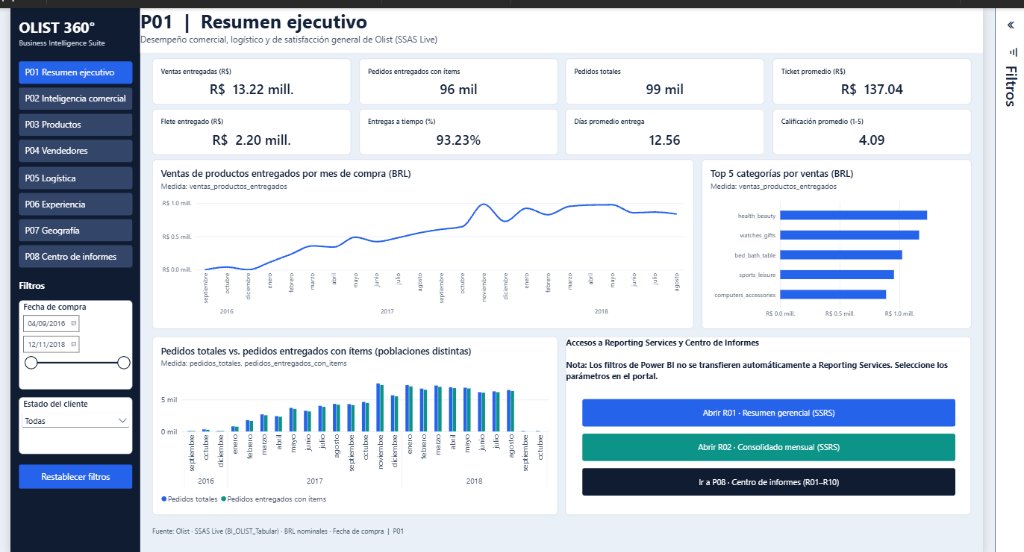 OLIST 360°
Business Intelligence Suite
P01 Resumen ejecutivo
P02 Inteligencia comercial
P03 Productos
P04 Vendedores
P05 Logística
P06 Experiencia
P07 Geografía
P08 Centro de informes
Filtros
Fecha de compra
04/09/2016
12/11/2018
Estado del cliente
Todas
Restablecer filtros
P01 | Resumen ejecutivo
Desempeño comercial, logístico y de satisfacción general de Olist (SSAS Live)
Ventas entregadas (R$)
R$ 13.22 mill.
Pedidos entregados con ítems
96 mil
Pedidos totales
99 mil
Ticket promedio (R$)
R$ 137.04
Flete entregado (R$)
R$ 2.20 mill.
Entregas a tiempo (%)
93.23%
Días promedio entrega
12.56
Calificación promedio (1-5)
4.09
Ventas de productos entregados por mes de compra (BRL)
Medida: ventas_productos_entregados
R$ 1.0 mill.
R$ 0.5 mill.
R$ 0.0 mill.
septiembre octubre diciembre enero febrero marzo abril mayo junio julio agosto septiembre octubre noviembre diciembre enero febrero marzo abril mayo junio julio agosto
2016 2017 2018
Top 5 categorías por ventas (BRL)
Medida: ventas_productos_entregados
health_beauty
watches_gifts
bed_bath_table
sports_leisure
computers_accessories
R$ 0.0 mill. R$ 0.5 mill. R$ 1.0 mill.
Pedidos totales vs. pedidos entregados con ítems (poblaciones distintas)
Medida: pedidos_totales, pedidos_entregados_con_items
5 mil
0 mil
septiembre octubre diciembre enero febrero marzo abril mayo junio julio agosto septiembre octubre noviembre diciembre enero febrero marzo abril mayo junio julio agosto septiembre octubre
2016 2017 2018
Pedidos totales Pedidos entregados con ítems
Accesos a Reporting Services y Centro de Informes
Nota: Los filtros de Power BI no se transfieren automáticamente a Reporting Services. Seleccione los
parámetros en el portal.
Abrir R01 · Resumen gerencial (SSRS)
Abrir R02 · Consolidado mensual (SSRS)
Ir a P08 · Centro de informes (R01–R10)
Fuente: Olist · SSAS Live (BI_OLIST_Tabular) · BRL nominales · Fecha de compra | P01
Filtros